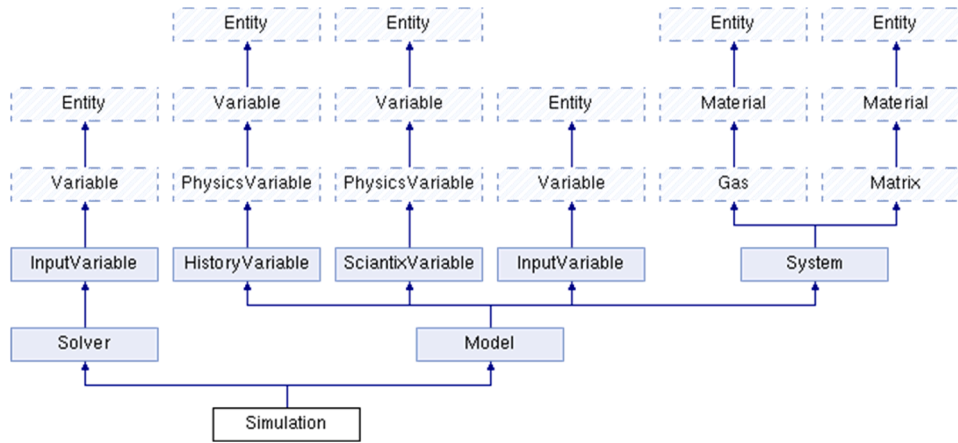 Entity
Entity
Entity
Entity
Entity
Variable
Variable
Entity
Material
Material
Variable
PhysicsVariable
PhysicsVariable
Variable
Gas
Matrix
InputVariable
HistoryVariable
SciantixVariable
InputVariable
System
Solver
Model
Simulation